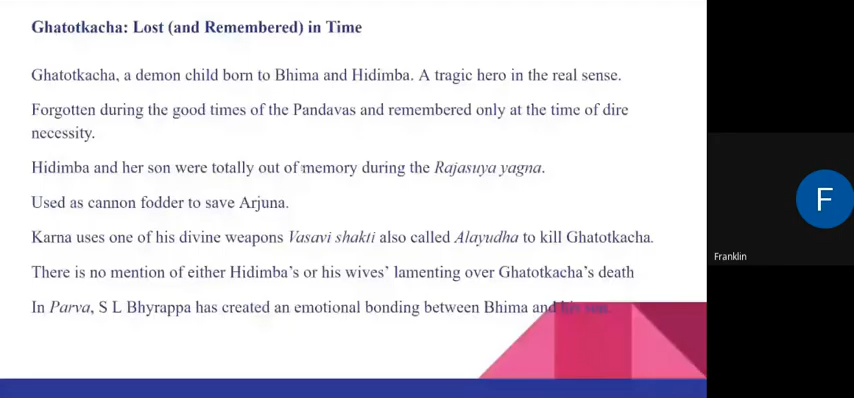 Ghatotkacha: Lost (and Remembered) in Time
Ghatotkacha, a demon child born to Bhima and Hidimba. A tragic hero in the real sense.
Forgotten during the good times of the Pandavas and remembered only at the time of dire
necessity.
Hidimba and her son were totally out of memory during the Rajasuya yagna.
Used as cannon fodder to save Arjuna.
Karna uses one of his divine weapons Vasavi shakti also called Alayudha to kill Ghatotkacha.
There is no mention of either Hidimba's or his wives' lamenting over Ghatotkacha's death
In Parva, S L Bhyrappa has created an emotional bonding between Bhima and his son.
F
Franklin